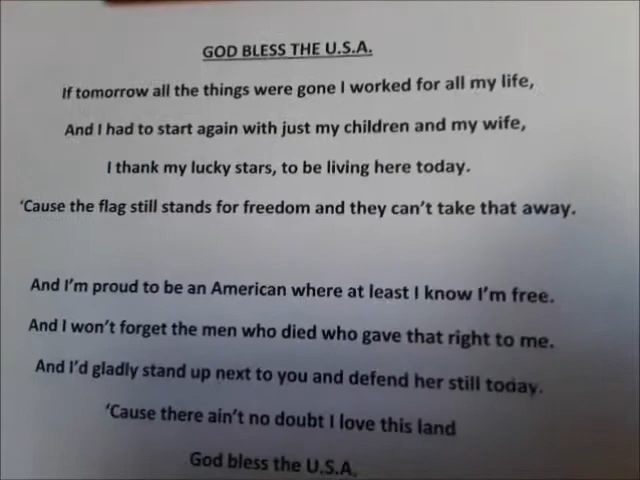 GOD BLESS THE U.S.A.
If tomorrow all the things were gone I worked for all my life,
And I had to start again with just my children and my wife,
I thank my lucky stars, to be living here today.
‘Cause the flag still stands for freedom and they can’t take that away.
And I’m proud to be an American where at least I know I’m free.
And I won’t forget the men who died who gave that right to me.
And I’d gladly stand up next to you and defend her still today.
‘Cause there ain’t no doubt I love this land
God bless the U.S.A.